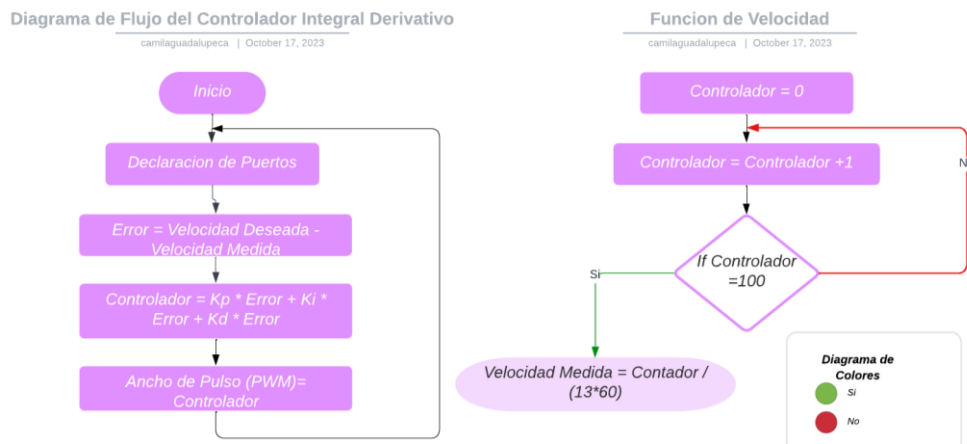 Diagrama de Flujo del Controlador Integral Derivativo
camilaguadalupeca | October 17, 2023
Inicio
Declaracion de Puertos
Error = Velocidad Deseada -
Velocidad Medida
Controlador = Kp * Error + Ki *
Error + Kd * Error
Ancho de Pulso (PWM)=
Controlador
Funcion de Velocidad
camilaguadalupeca | October 17, 2023
Controlador = 0
Controlador = Controlador +1
N
If Controlador
=100
Si
Velocidad Medida = Contador /
(13*60)
Diagrama de
Colores
Si
No